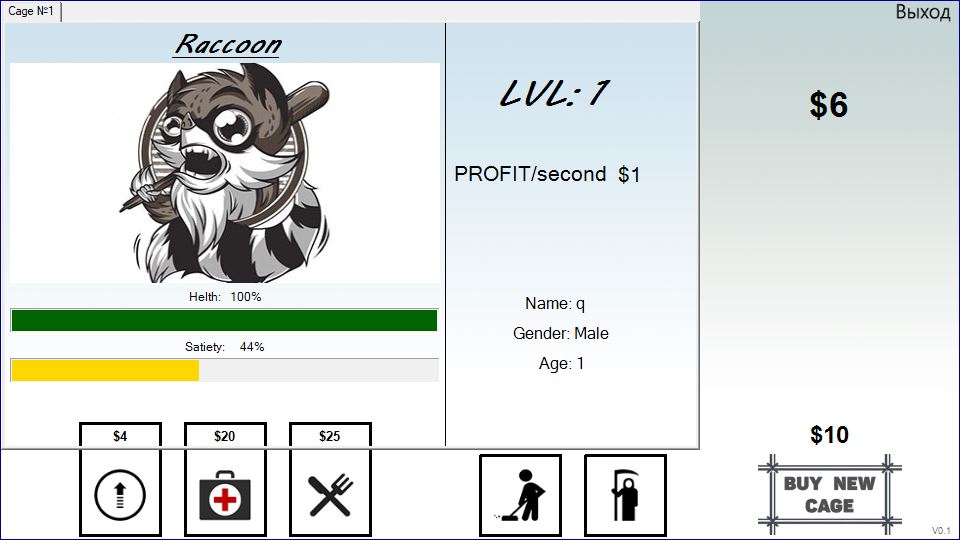 Cage №1
Выход
Raccoon
LVL: 1
$6
PROFIT/second $1
Helth: 100%
Name: q
Gender: Male
Satiety: 44%
Age: 1
$4
$20
$25
$10
BUY NEW
CAGE
V0.1